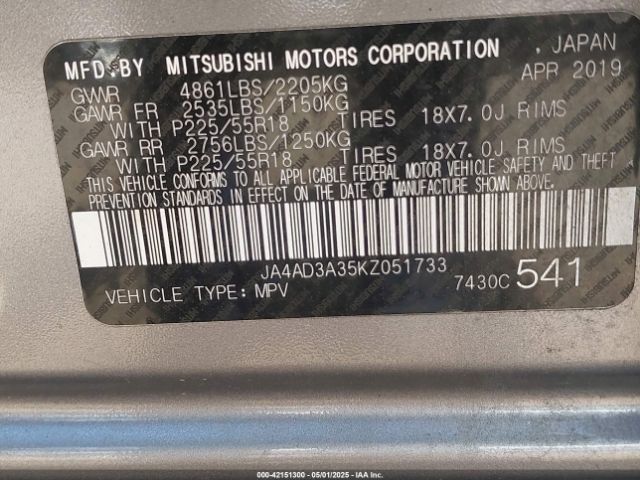 MFD.BY MITSUBISHI MOTORS CORPORATION , JAPAN
GVWR 4861LBS/2205KG APR 2019
GAWR FR 2535LBS/1150KG
WITH P225/55R18 TIRES 18X7.0J RIMS
GAWR RR 2756LBS/1250KG
WITH P225/55R18 TIRES 18X7.0J RIMS
THIS VEHICLE CONFORMS TO ALL APPLICABLE FEDERAL MOTOR VEHICLE SAFETY AND THEFT
PREVENTION STANDARDS IN EFFECT ON THE DATE OF MANUFACTURE SHOWN ABOVE.
JA4AD3A35KZ051733
VEHICLE TYPE:MPV 7430C 541
000-42151300 - 05/01/2025 - IAA Inc.